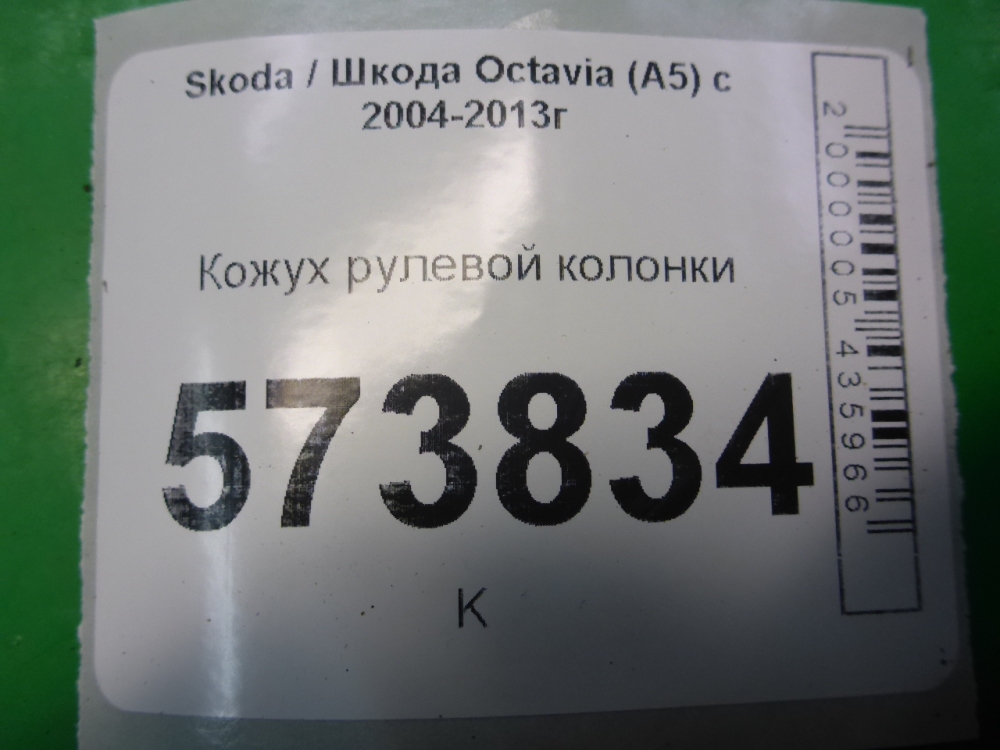 Skoda / Шкода Octavia (A5) с
2004-2013г
Кожух рулевой колонки
573834
К
2000005435966